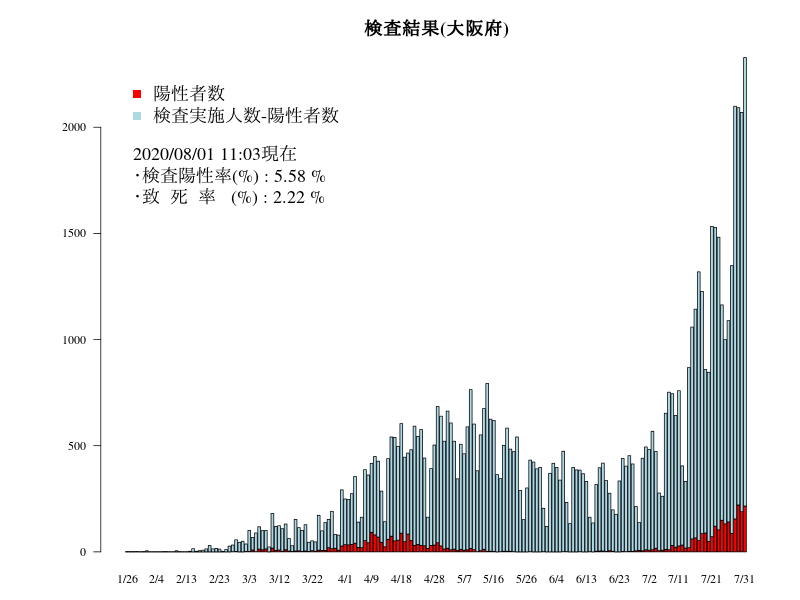 検査結果(大阪府)
陽性者数
検査実施人数-陽性者数
2020/08/01 11:03現在
･検査陽性率(%) : 5.58 %
･致 死 率 (%) : 2.22 %
2000
1500
1000
500
0
1/26 2/4 2/13 2/23 3/3 3/12 3/22 4/1 4/9 4/18 4/28 5/7 5/16 5/26 6/4 6/13 6/23 7/2 7/11 7/21 7/31